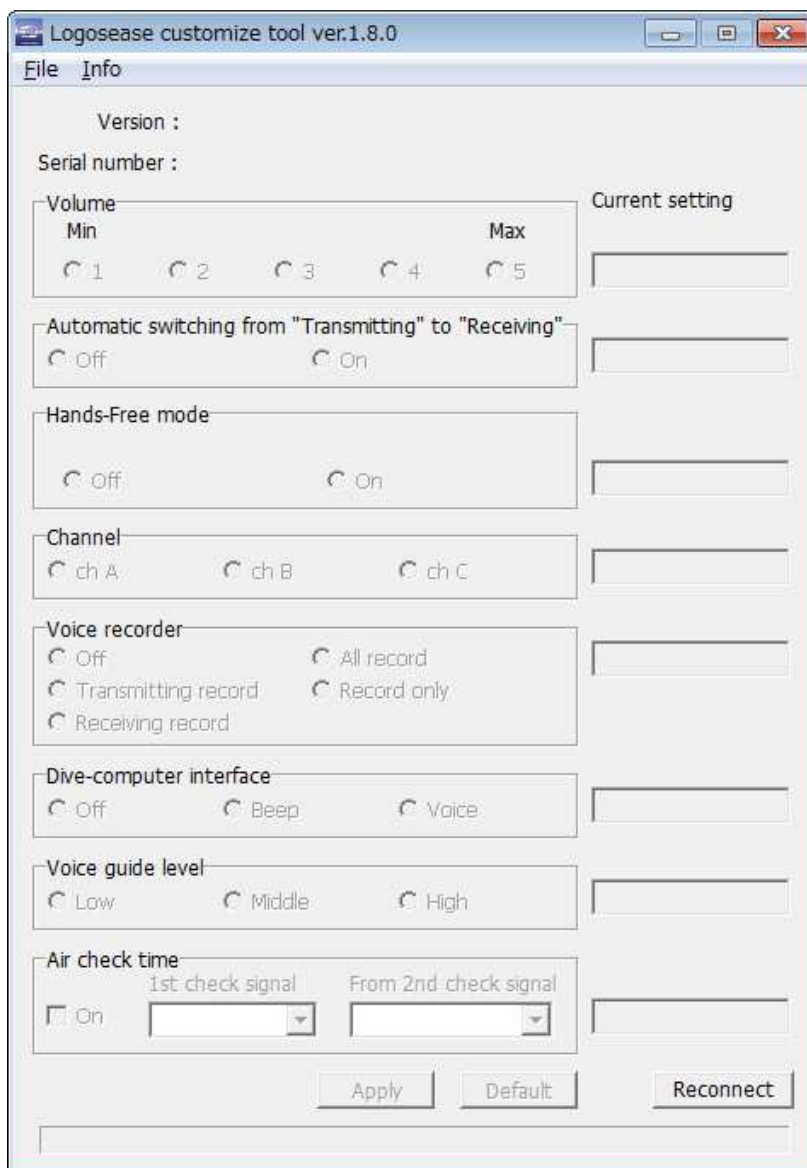 Logosease customize tool ver.1.8.0
File Info
Version :
Serial number :
Volume
Current setting
Min Max
1 2 3 4 5
Automatic switching from "Transmitting" to "Receiving"
Off On
Hands-Free mode
Off On
Channel
ch A ch B ch C
Voice recorder
Off All record
Transmitting record Record only
Receiving record
Dive-computer interface
Off Beep Voice
Voice guide level
Low Middle High
Air check time
1st check signal From 2nd check signal
On
Apply Default Reconnect